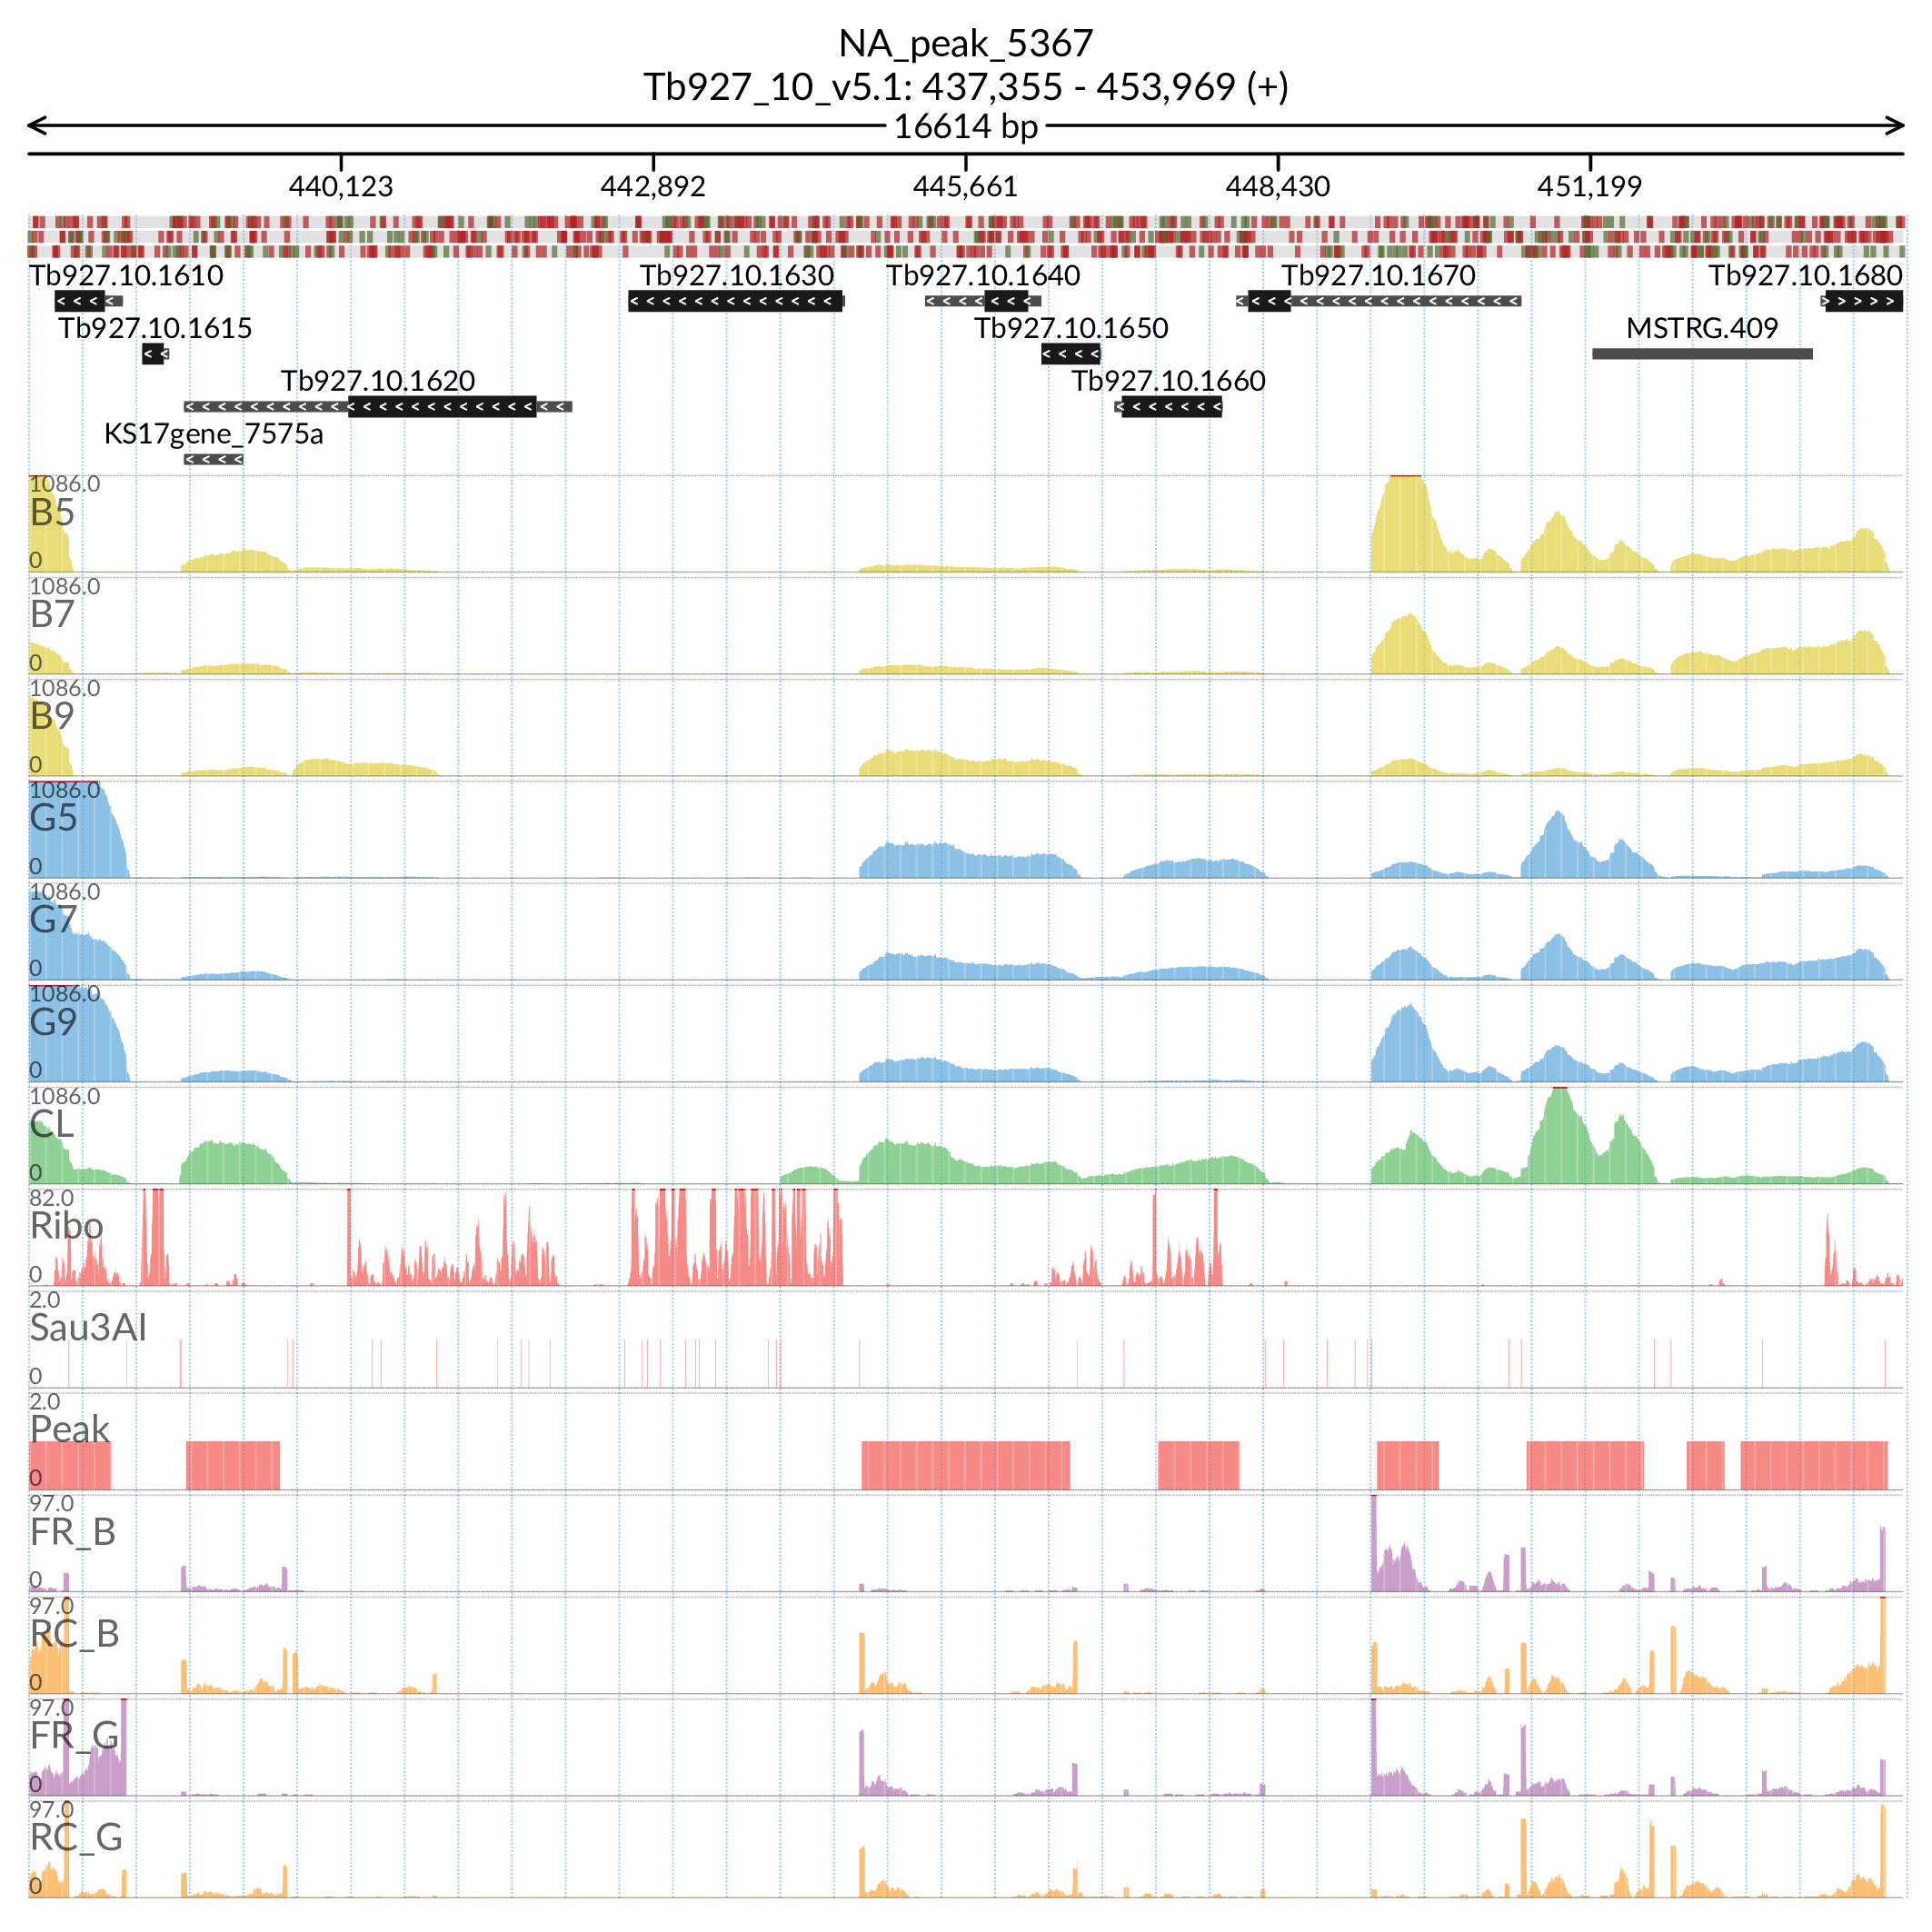 NA_peak_5367
Tb927_10_v5.1: 437,355 - 453,969 (+)
16614 bp
440,123 442,892 445,661 448,430 451,199
Tb927.10.1610 Tb927.10.1630 Tb927.10.1640 Tb927.10.1670 Tb927.10.1680
Tb927.10.1615 Tb927.10.1650 MSTRG.409
Tb927.10.1620 Tb927.10.1660
KS17gene_7575a
1086.0
B5
0
1086.0
B7
0
1086.0
B9
0
1086.0
G5
0
1086.0
G7
0
1086.0
G9
0
1086.0
CL
0
82.0
Ribo
0
2.0
Sau3AI
0
2.0
Peak
0
97.0
FR_B
0
97.0
RC_B
0
97.0
FR_G
0
97.0
RC_G
0